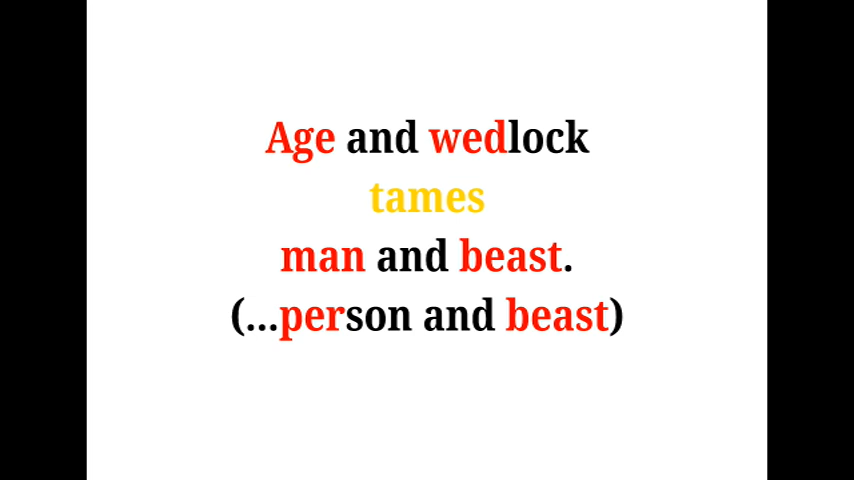 Age and wedlock
tames
man and beast.
(...person and beast)